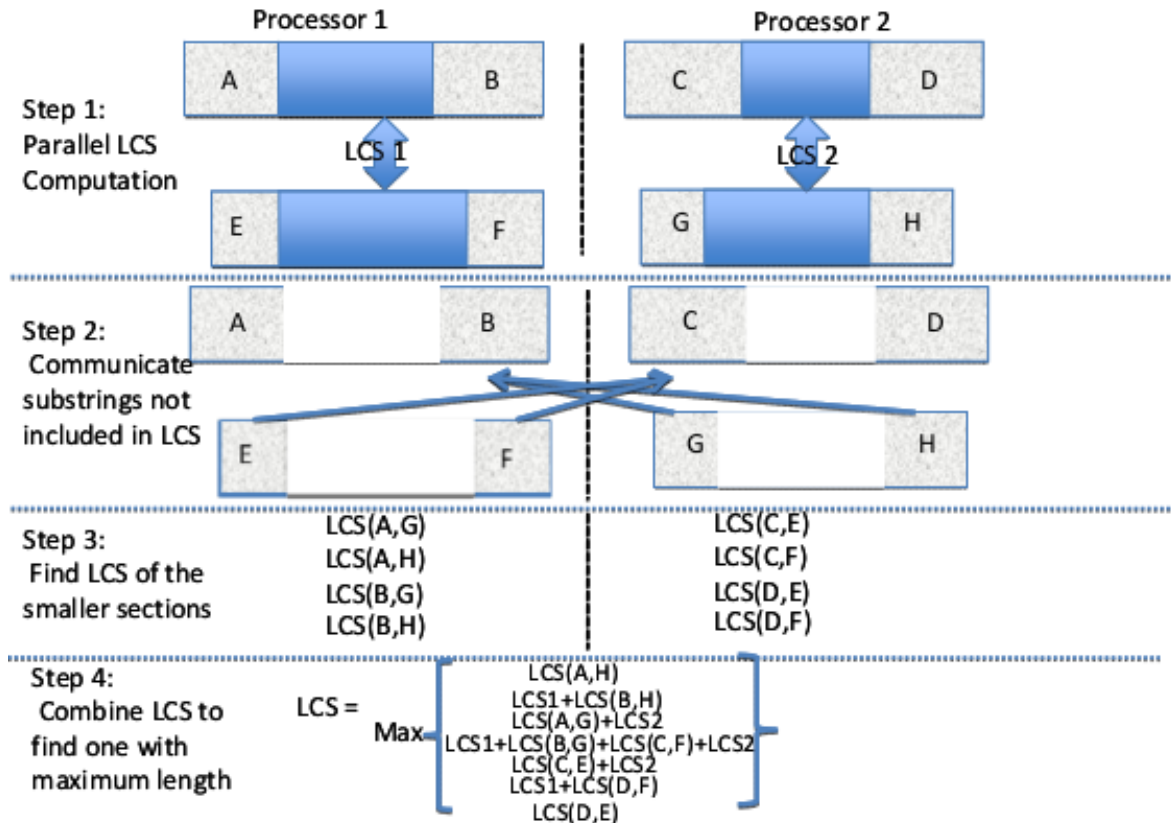 Processor 1
Processor 2
A
B
C
D
Step 1:
Parallel LCS
Computation
LCS 1
LCS 2
E
F
G
H
Step 2:
Communicate
substrings not
included in LCS
A
B
C
D
E
F
G
H
Step 3:
Find LCS of the
smaller sections
LCS(A,G)
LCS(A,H)
LCS(B,G)
LCS(B,H)
LCS(C,E)
LCS(C,F)
LCS(D,E)
LCS(D,F)
Step 4:
Combine LCS to
find one with
maximum length
LCS =
Max
LCS(A,H)
LCS1+LCS(B,H)
LCS(A,G)+LCS2
LCS1+LCS(B,G)+LCS(C,F)+LCS2
LCS(C,E)+LCS2
LCS1+LCS(D,F)
LCS(D,E)